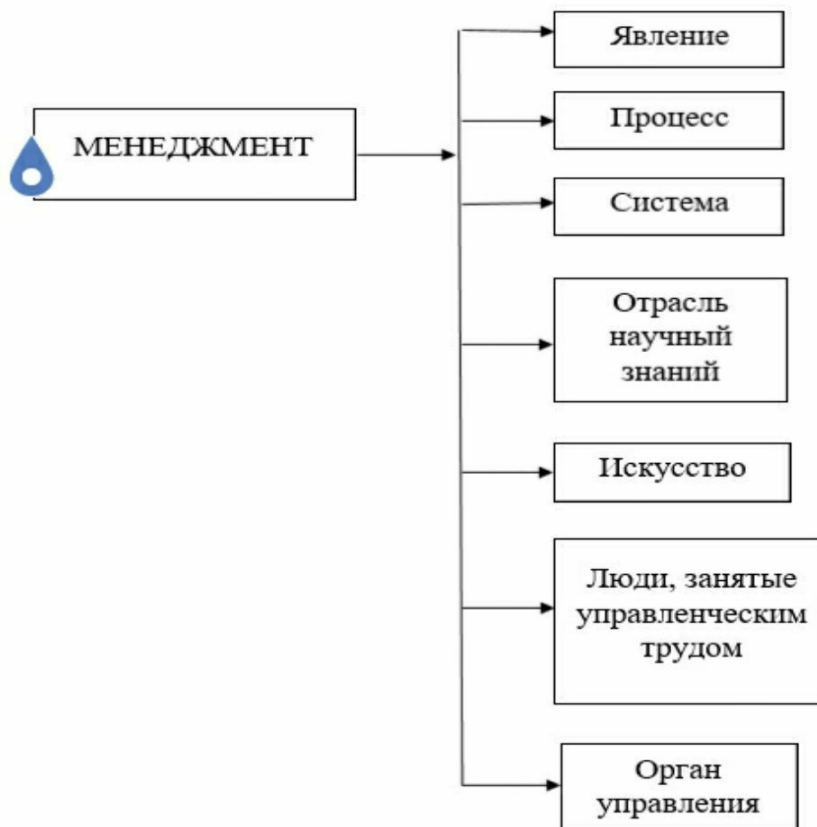 МЕНЕДЖМЕНТ
Явление
Процесс
Система
Отрасль
научный
знаний
Искусство
Люди, занятые
управленческим
трудом
Орган
управления